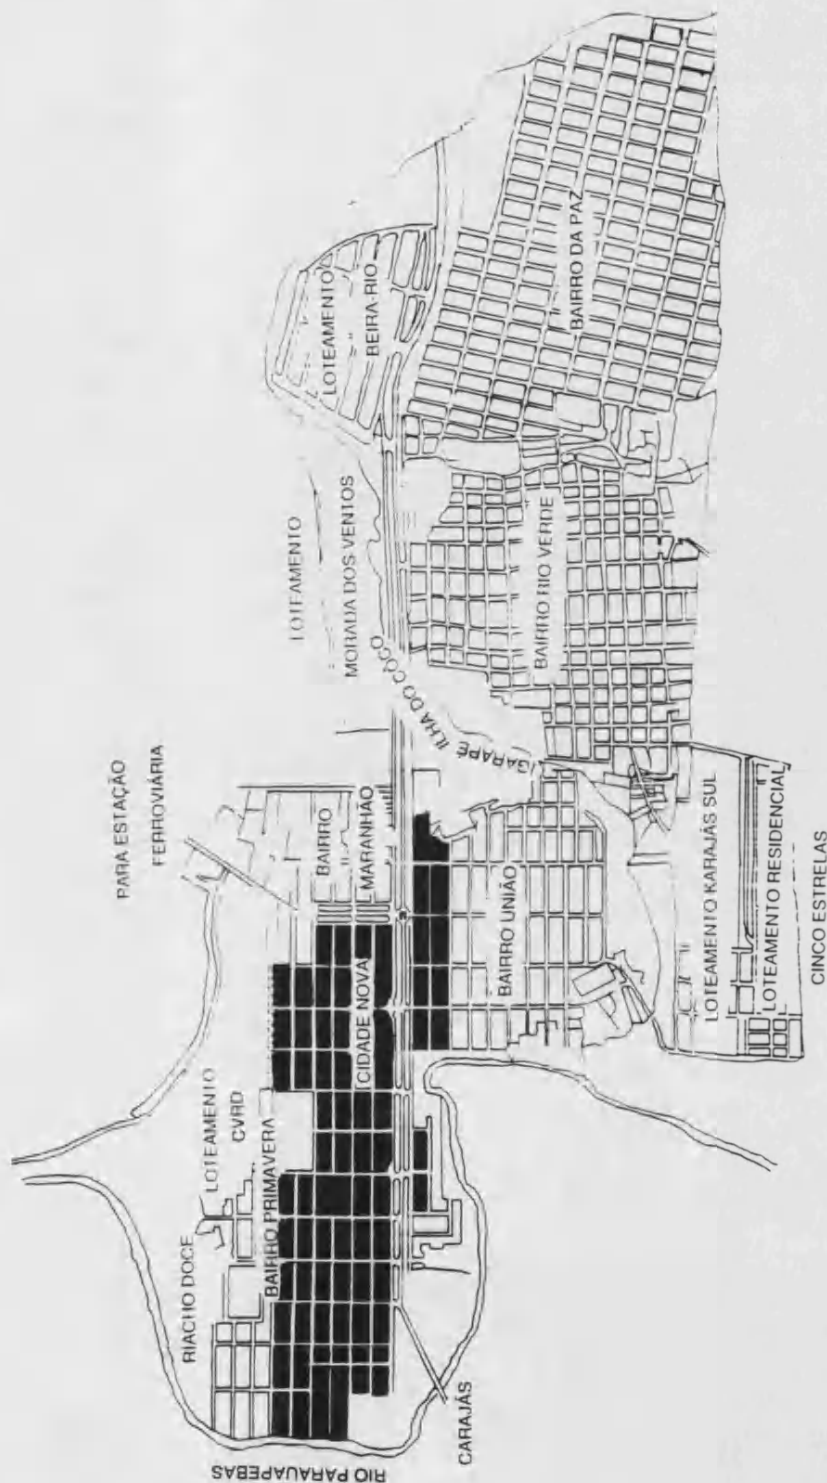 RIO PARAUAPEBAS
CARAJÁS
RIACHO DOCE
LOTEAMENTO
CVRD
BAIRRO PRIMAVERA
CIDADE NOVA
PARA ESTAÇÃO
FERROVIÁRIA
BAIRRO
MARANHÃO
BAIRRO UNIÃO
IGARAPÉ ILHA DO COCO
LOTEAMENTO
MORADA DOS VENTOS
LOTEAMENTO
BEIRA-RIO
BAIRRO RIO VERDE
BAIRRO DA PAZ
LOTEAMENTO KARAJÁS SUL
LOTEAMENTO RESIDENCIAL
CINCO ESTRELAS